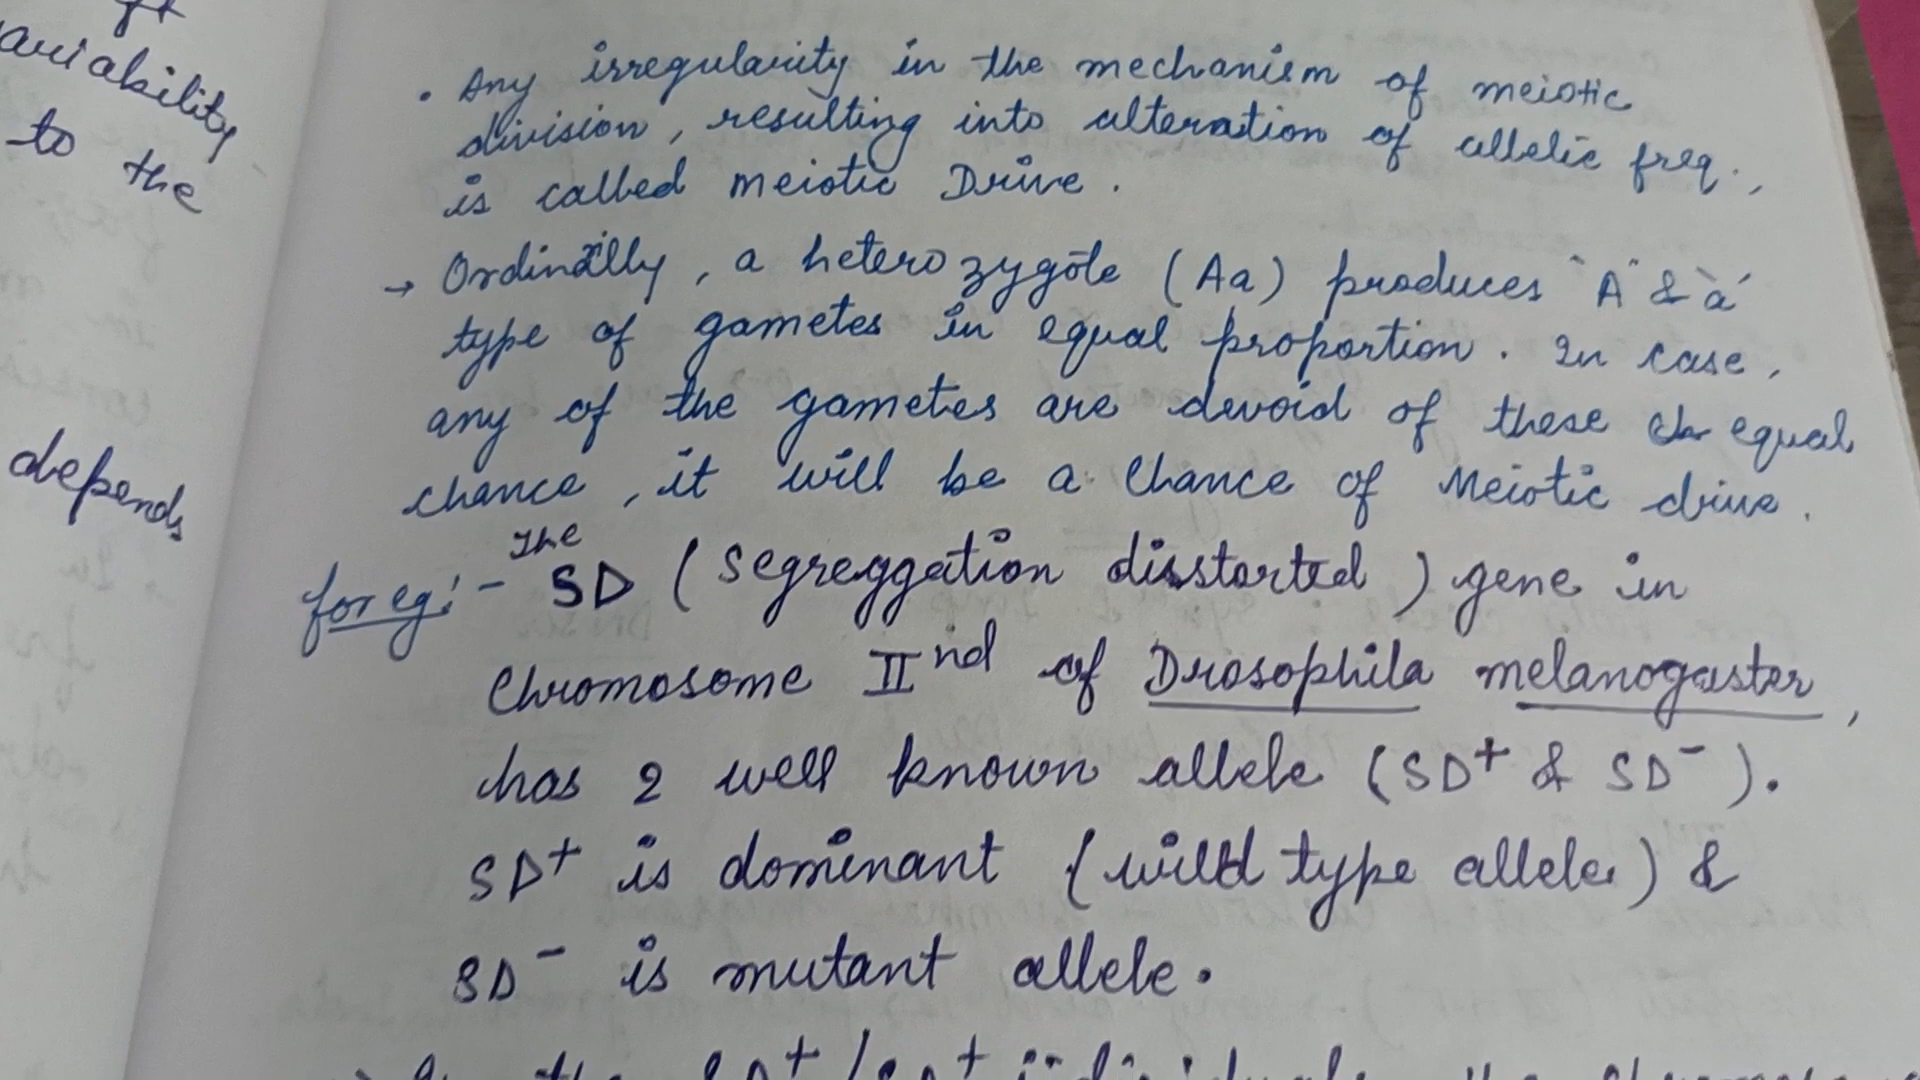 variability
to the
depends
• Any irregularity in the mechanism of meiotic
division, resulting into alteration of allelic freq.,
is called meiotic Drive.
→ Ordinarilly, a heterozygote (Aa) produces "A" & 'a'
type of gametes in equal proportion. In case,
any of the gametes are devoid of these equal
chance, it will be a chance of Meiotic drive.
for eg:- The SD (segreggation disstorted) gene in
Chromosome IInd of Drosophila melanogaster,
has 2 well known allele (SD+ & SD-).
SD+ is dominant (willd type allele) &
SD- is mutant allele.